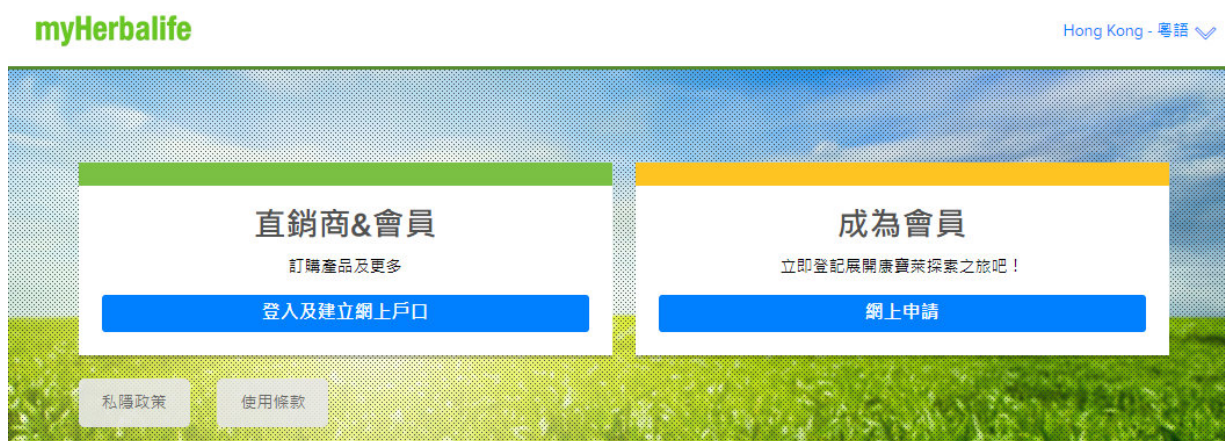 myHerbalife
Hong Kong - 粵語
直銷商&會員
訂購產品及更多
登入及建立網上戶口
成為會員
立即登記展開康寶萊探索之旅吧！
網上申請
私隱政策
使用條款